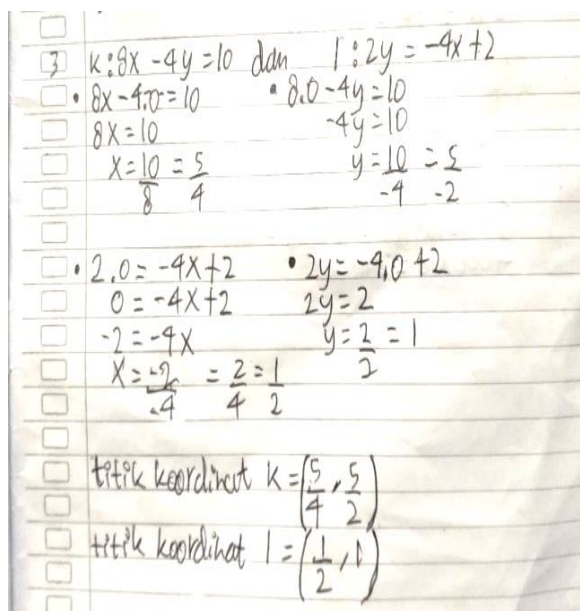 3 k: 8x - 4y = 10 dan l : 2y = -4x + 2
• 8x - 4.0 = 10 • 8.0 - 4y = 10
8x = 10 -4y = 10
x = 10/8 = 5/4 y = 10/-4 = 5/-2
• 2.0 = -4x + 2 • 2y = -4.0 + 2
0 = -4x + 2 2y = 2
-2 = -4x y = 2/2 = 1
x = -2/-4 = 2/4 = 1/2
titik koordinat k = (5/4, 5/2)
titik koordinat l = (1/2, 1)